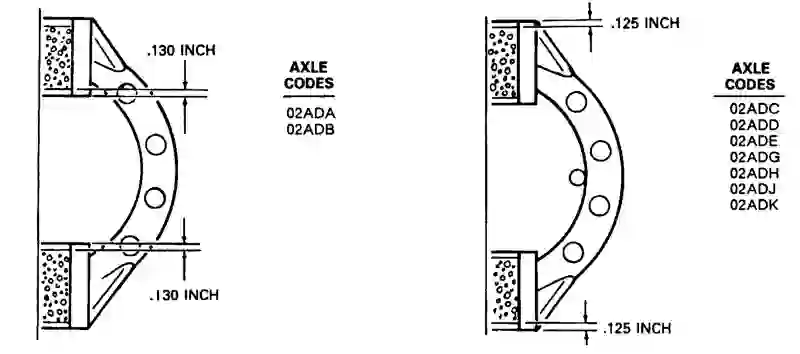 .130 INCH
AXLE
CODES
02ADA
02ADB
.130 INCH
.125 INCH
AXLE
CODES
02ADC
02ADD
02ADE
02ADG
02ADH
02ADJ
02ADK
.125 INCH